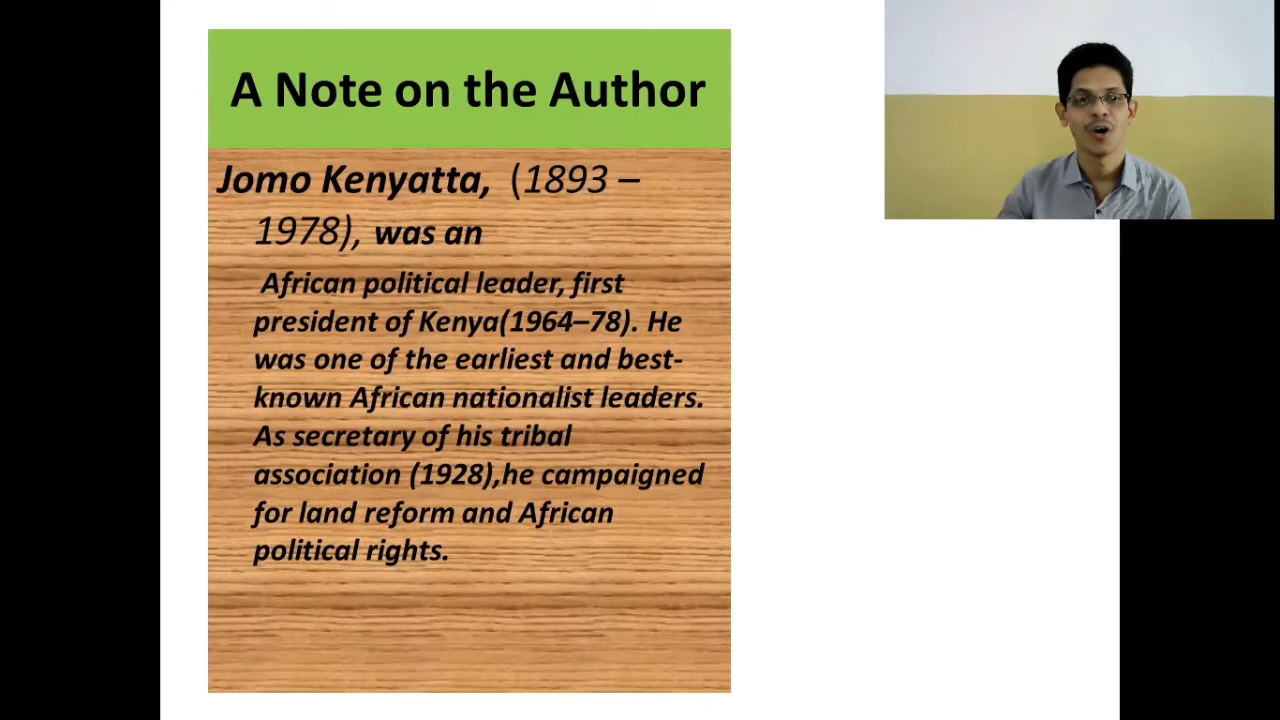 A Note on the Author
Jomo Kenyatta, (1893 –
1978), was an
African political leader, first
president of Kenya(1964–78). He
was one of the earliest and best-
known African nationalist leaders.
As secretary of his tribal
association (1928),he campaigned
for land reform and African
political rights.